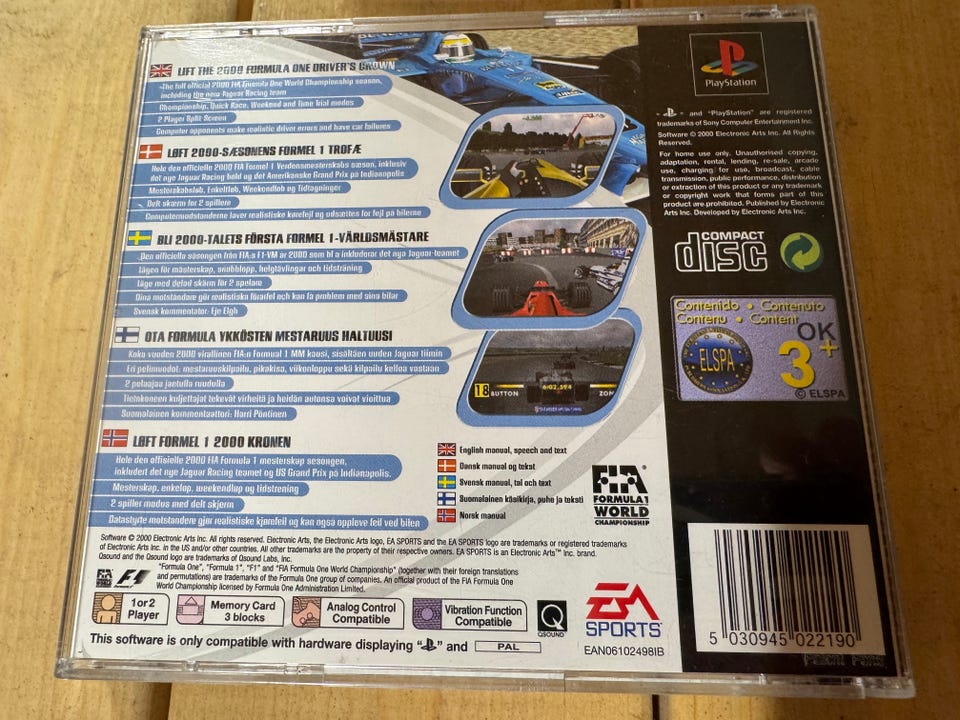 LIFT THE 2000 FORMULA ONE DRIVER'S CROWN
The full official 2000 FIA Formula One World Championship season,
including the new Jaguar Racing team
Championship, Quick Race, Weekend and Time Trial modes
2 Player Split Screen
Computer opponents make realistic driver errors and have car failures
LØFT 2000-SÆSONENS FORMEL 1 TROFÆ
Hele den officielle 2000 FIA Formel 1 Verdensmesterskabs sæson, inklusiv
det nye Jaguar Racing hold og det Amerikanske Grand Prix på Indianapolis
Mesterskabsløb, Enkeltløb, Weekendløb og Tidtagninger
Delt skærm for 2 spillere
Computermodstanderne laver realistiske kørefejl og udsættes for fejl på bilerne
BLI 2000-TALETS FÖRSTA FORMEL 1-VÄRLDSMÄSTARE
Den officiella säsongen från FIA:s F1-VM år 2000 som bl a inkluderar det nya Jaguar-teamet
Lägen för mästerskap, snabblopp, helgtävlingar och tidsträning
Läge med delad skärm för 2 spelare
Dina motståndare gör realistiska förarfel och kan få problem med sina bilar
Svensk kommentator: Eje Elgh
OTA FORMULA YKKÖSTEN MESTARUUS HALTUUSI
Koko vuoden 2000 virallinen FIA:n Formual 1 MM kausi, sisältäen uuden Jaguar tiimin
Eri pelimuodot: mestaruuskilpailu, pikakisa, viikonloppu sekä kilpailu kelloa vastaan
2 pelaajaa jaetulla ruudulla
Tietokoneen kuljettajat tekevät virheitä ja heidän autonsa voivat vioittua
Suomalainen kommentaattori: Harri Pöntinen
LØFT FORMEL 1 2000 KRONEN
Hele den offisielle 2000 FIA Formula 1 mesterskap sesongen,
inkludert det nye Jaguar Racing teamet og US Grand Prix på Indianapolis.
Mesterskap, enkeløp, weekendløp og tidstrening
2 spiller modus med delt skjerm
Datastyrte motstandere gjør realistiske kjørefeil og kan også oppleve feil ved bilen
18 BUTTON
6:02.394
ZON
English manual, speech and text
Dansk manual og tekst
Svensk manual, tal och text
Suomalainen käsikirja, puhe ja teksti
Norsk manual
FIA
FORMULA 1
WORLD
CHAMPIONSHIP
Software © 2000 Electronic Arts Inc. All rights reserved. Electronic Arts, the Electronic Arts logo, EA SPORTS and the EA SPORTS logo are trademarks or registered trademarks
of Electronic Arts Inc. in the US and/or other countries. All other trademarks are the property of their respective owners. EA SPORTS is an Electronic Arts™ Inc. brand.
Qsound and the Qsound logo are trademarks of Qsound Labs, Inc.
"Formula One", "Formula 1", "F1" and "FIA Formula One World Championship" (together with their foreign translations
and permutations) are trademarks of the Formula One group of companies. An official product of the FIA Formula One
World Championship licensed by Formula One Administration Limited.
FIA F1
1 or 2
Player
Memory Card
3 blocks
Analog Control
Compatible
Vibration Function
Compatible
QSOUND
EA
SPORTS™
This software is only compatible with hardware displaying "PS" and PAL
EAN06102498IB
PlayStation
"PS" and "PlayStation" are registered
trademarks of Sony Computer Entertainment Inc.
Software © 2000 Electronic Arts Inc. All Rights
Reserved.
For home use only. Unauthorised copying,
adaptation, rental, lending, re-sale, arcade
use, charging for use, broadcast, cable
transmission, public performance, distribution
or extraction of this product or any trademark
or copyright work that forms part of this
product are prohibited. Published by Electronic
Arts Inc. Developed by Electronic Arts Inc.
COMPACT
disc
Contenido • Contenuto
Contenu • Content
ELSPA
OK
3+
© ELSPA
5 030945 022190